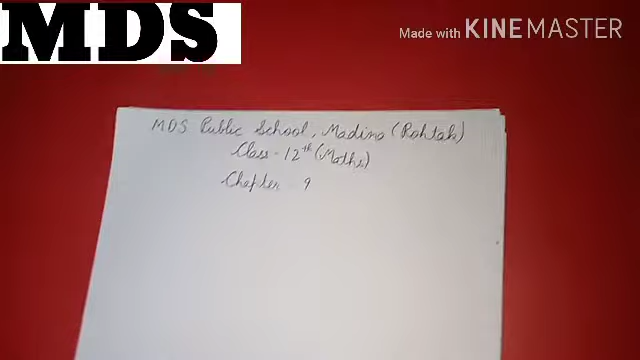 MDS
Made with KINEMASTER
MDS Public School, Madina (Rohtak)
Class - 12th (Maths)
Chapter 9